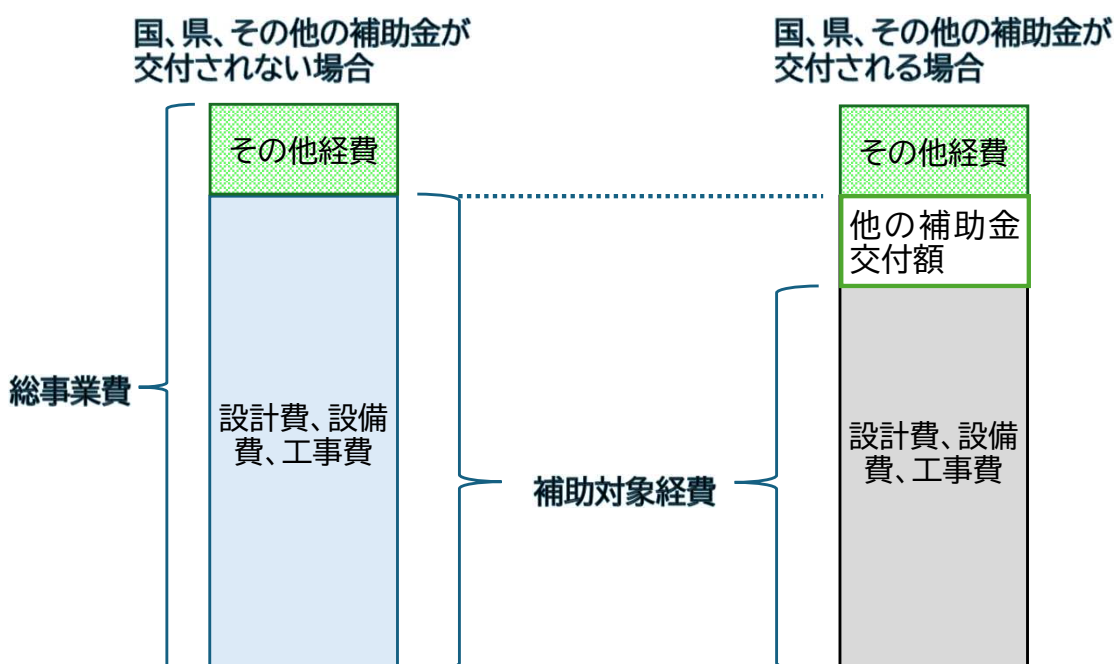 国、県、その他の補助金が
交付されない場合
国、県、その他の補助金が
交付される場合
その他経費
その他経費
他の補助金
交付額
総事業費
設計費、設備
費、工事費
設計費、設備
費、工事費
補助対象経費